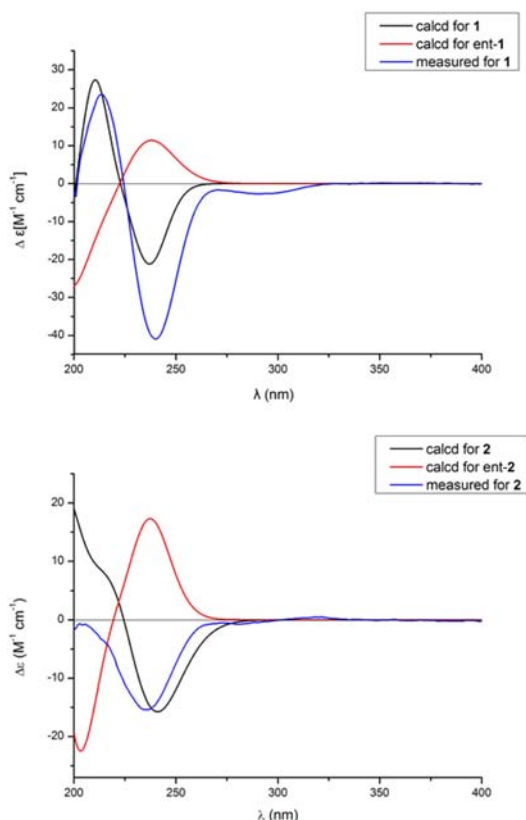 calcd for 1
calcd for ent-1
measured for 1
30
20
10
0
-10
-20
-30
-40
Δ ε[M⁻¹ cm⁻¹]
200 250 300 350 400
λ (nm)
calcd for 2
calcd for ent-2
measured for 2
20
10
0
-10
-20
Δε (M⁻¹ cm⁻¹)
200 250 300 350 400
λ (nm)